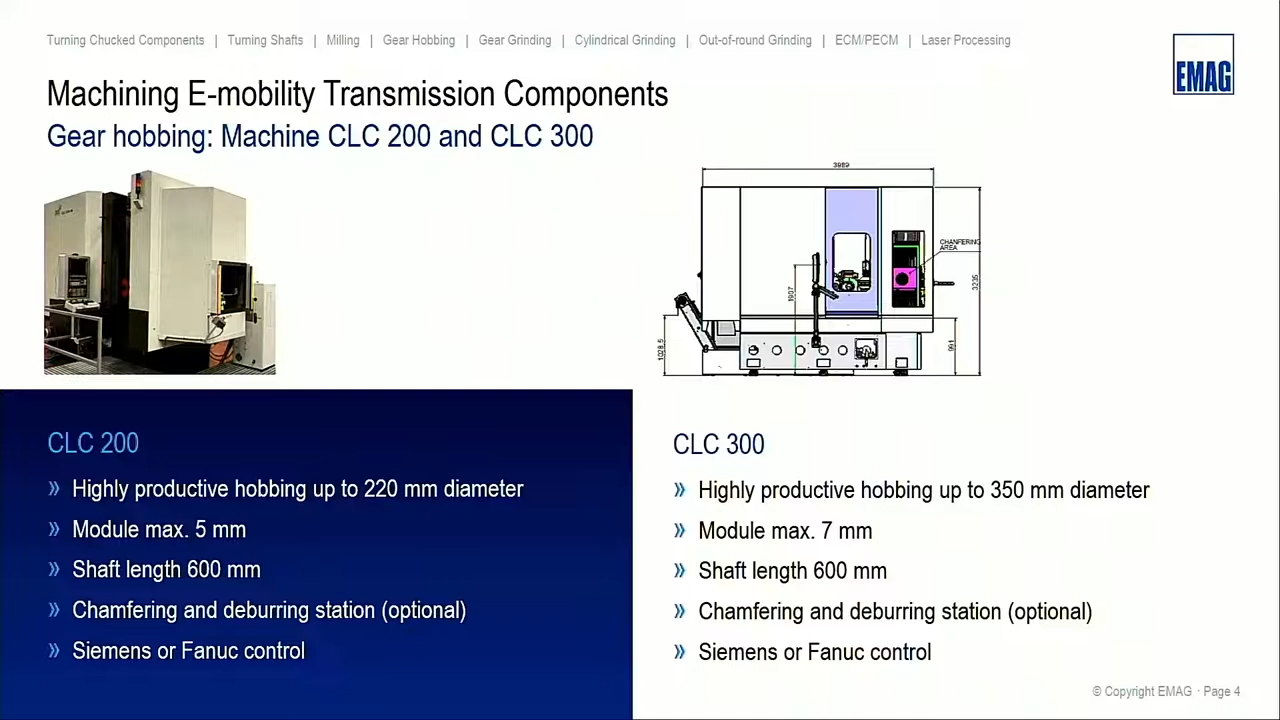 Turning Chucked Components | Turning Shafts | Milling | Gear Hobbing | Gear Grinding | Cylindrical Grinding | Out-of-round Grinding | ECM/PECM | Laser Processing
EMAG
Machining E-mobility Transmission Components
Gear hobbing: Machine CLC 200 and CLC 300
3989
CHANFERING
AREA
1907
3235
1028.5
991
CLC 200
» Highly productive hobbing up to 220 mm diameter
» Module max. 5 mm
» Shaft length 600 mm
» Chamfering and deburring station (optional)
» Siemens or Fanuc control
CLC 300
» Highly productive hobbing up to 350 mm diameter
» Module max. 7 mm
» Shaft length 600 mm
» Chamfering and deburring station (optional)
» Siemens or Fanuc control
© Copyright EMAG · Page 4